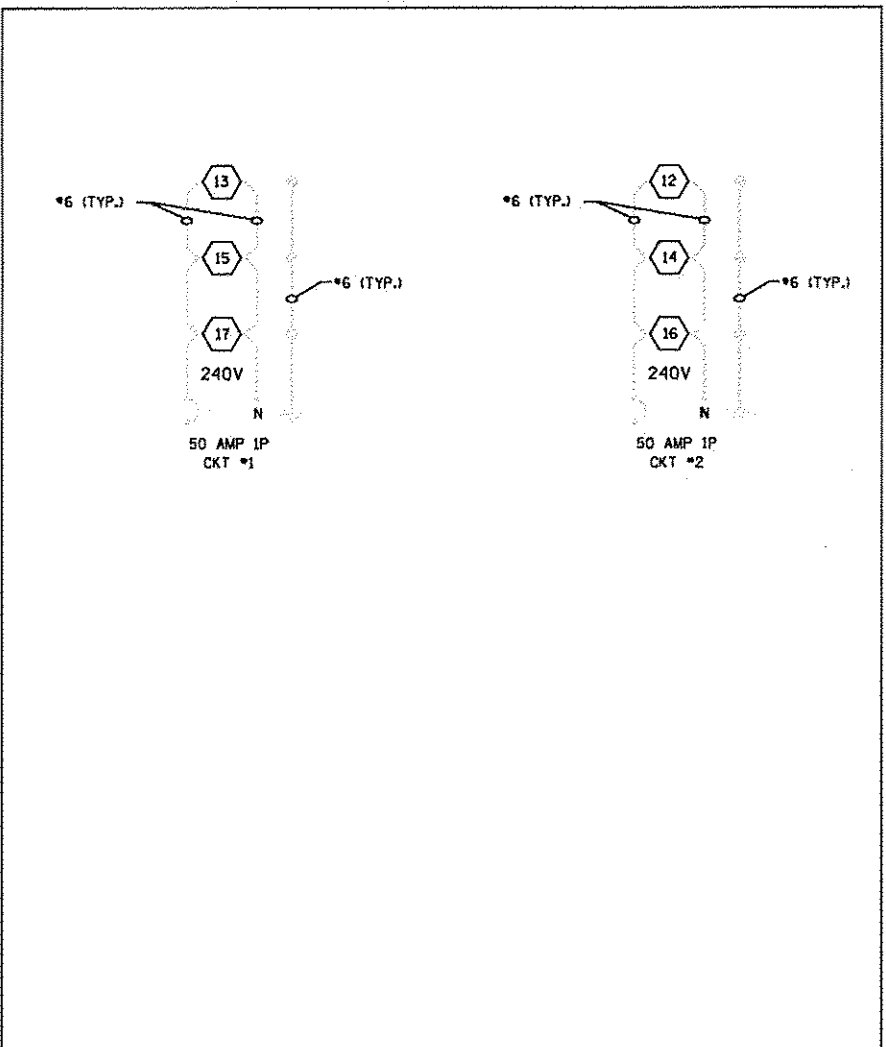 13
*6 (TYP.)
15
*6 (TYP.)
17
240V
N
50 AMP 1P
CKT *1
12
*6 (TYP.)
14
*6 (TYP.)
16
240V
N
50 AMP 1P
CKT *2